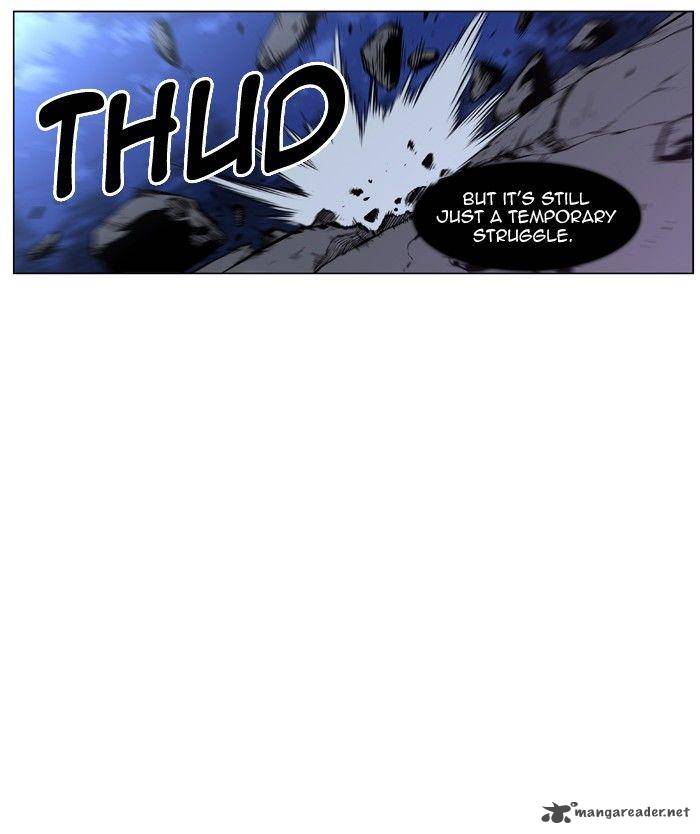 THUD
BUT IT'S STILL
JUST A TEMPORARY
STRUGGLE.
mangareader.net